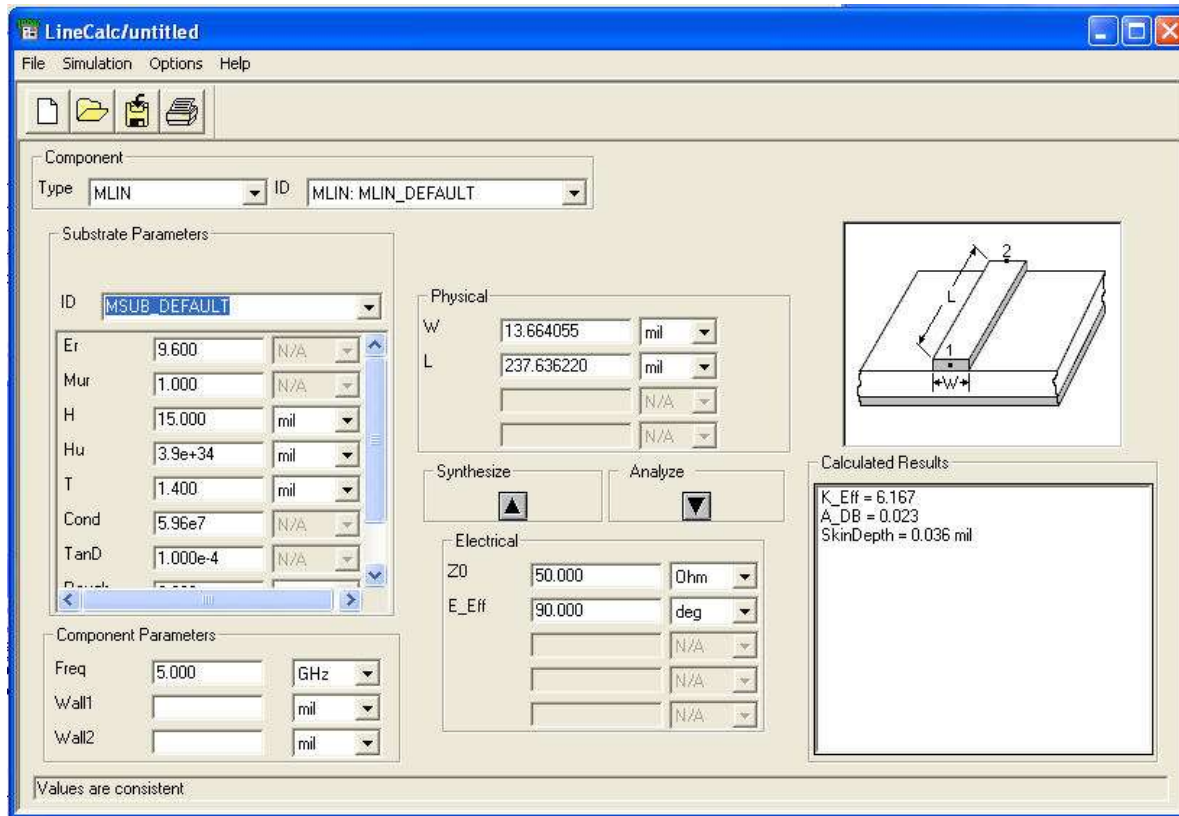 LineCalc/untitled
File Simulation Options Help
Component
Type MLIN ID MLIN: MLIN_DEFAULT
Substrate Parameters
ID MSUB_DEFAULT
Er 9.600 N/A
Mur 1.000 N/A
H 15.000 mil
Hu 3.9e+34 mil
T 1.400 mil
Cond 5.96e7 N/A
TanD 1.000e-4 N/A
Physical
W 13.664055 mil
L 237.636220 mil
N/A
N/A
Synthesize Analyze
Electrical
Z0 50.000 Ohm
E_Eff 90.000 deg
N/A
N/A
N/A
Component Parameters
Freq 5.000 GHz
Wall1 mil
Wall2 mil
2
L
1
W
Calculated Results
K_Eff = 6.167
A_DB = 0.023
SkinDepth = 0.036 mil
Values are consistent